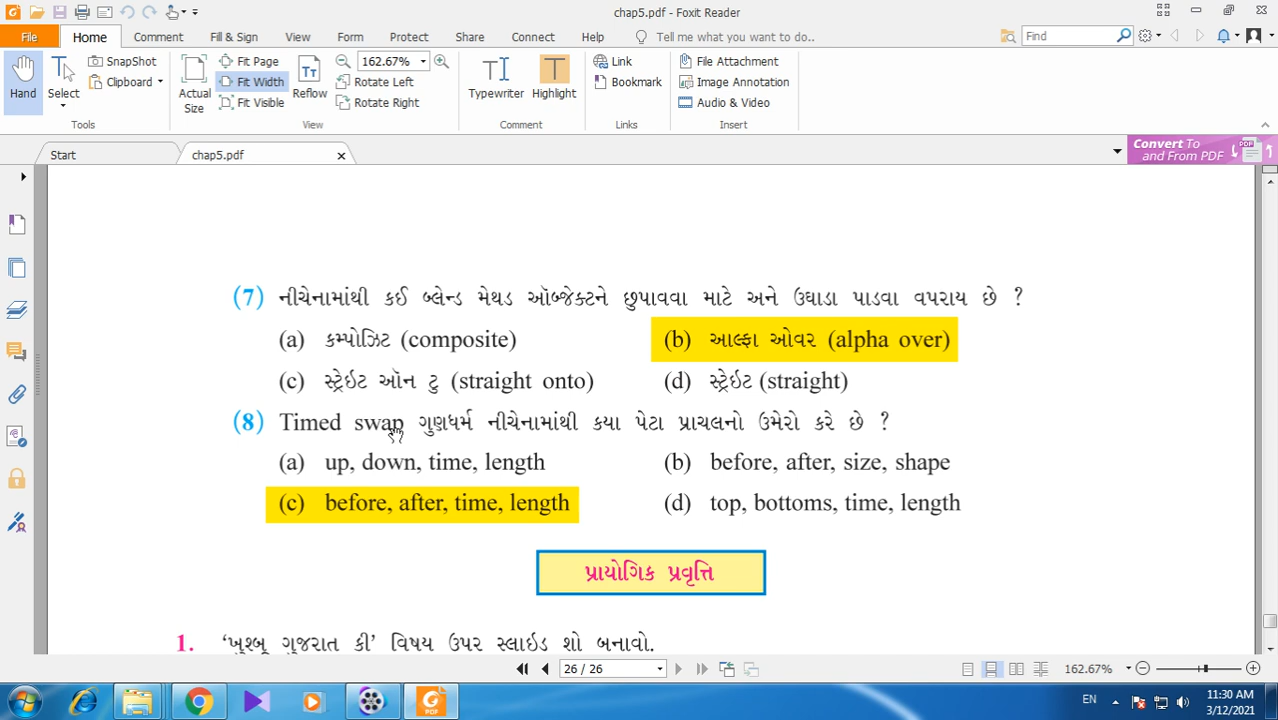 chap5.pdf - Foxit Reader
File Home Comment Fill & Sign View Form Protect Share Connect Help Tell me what you want to do.. Find
Hand Select SnapShot Clipboard Actual Size Fit Page Fit Width Fit Visible Reflow 162.67% Rotate Left Rotate Right Typewriter Highlight Link Bookmark File Attachment Image Annotation Audio & Video
Tools View Comment Links Insert
Start chap5.pdf Convert To and From PDF
(7) નીચેનામાંથી કઈ બ્લેન્ડ મેથડ ઑબ્જેક્ટને છુપાવવા માટે અને ઉઘાડા પાડવા વપરાય છે ?
(a) કમ્પોઝિટ (composite) (b) આલ્ફા ઓવર (alpha over)
(c) સ્ટ્રેઇટ ઑન ટુ (straight onto) (d) સ્ટ્રેઇટ (straight)
(8) Timed swap ગુણધર્મ નીચેનામાંથી કયા પેટા પ્રાચલનો ઉમેરો કરે છે ?
(a) up, down, time, length (b) before, after, size, shape
(c) before, after, time, length (d) top, bottoms, time, length
પ્રાયોગિક પ્રવૃત્તિ
1. ‘ખુશ્બૂ ગુજરાત કી’ વિષય ઉપર સ્લાઇડ શો બનાવો.
26 / 26 162.67%
EN 11:30 AM
3/12/2021